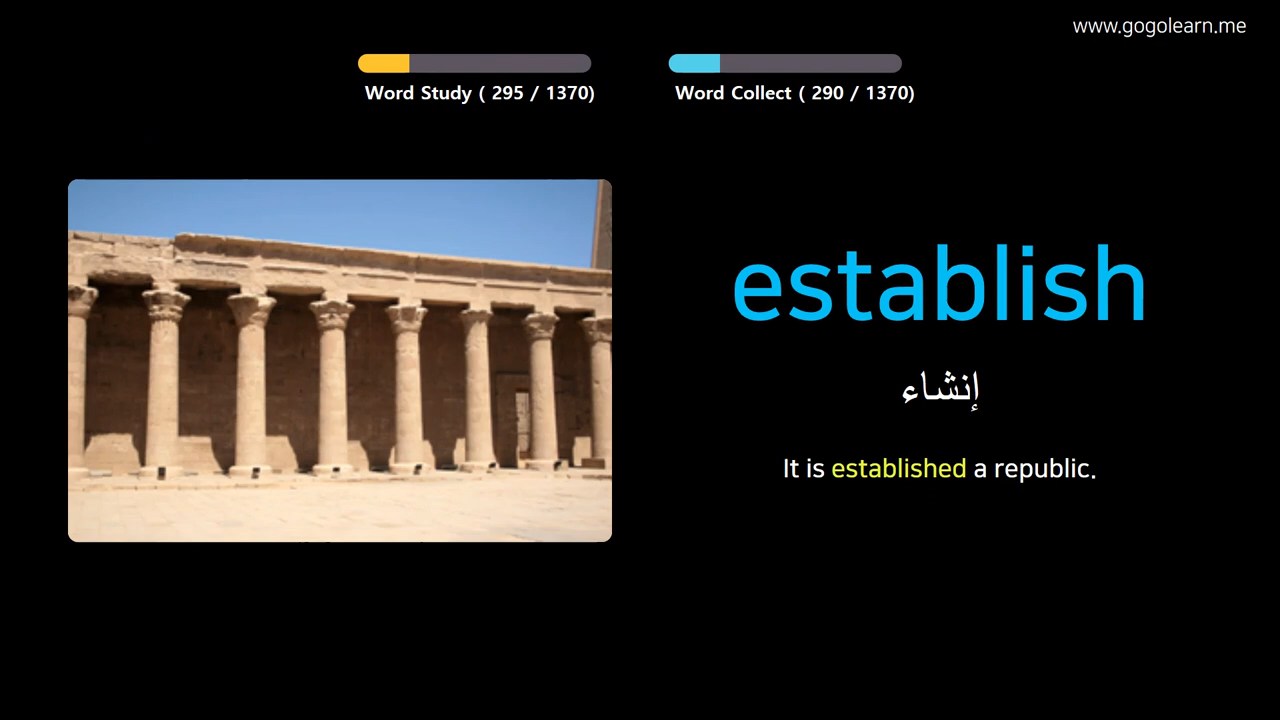 www.gogolearn.me
Word Study ( 295 / 1370)
Word Collect ( 290 / 1370)
establish
إنشاء
It is established a republic.